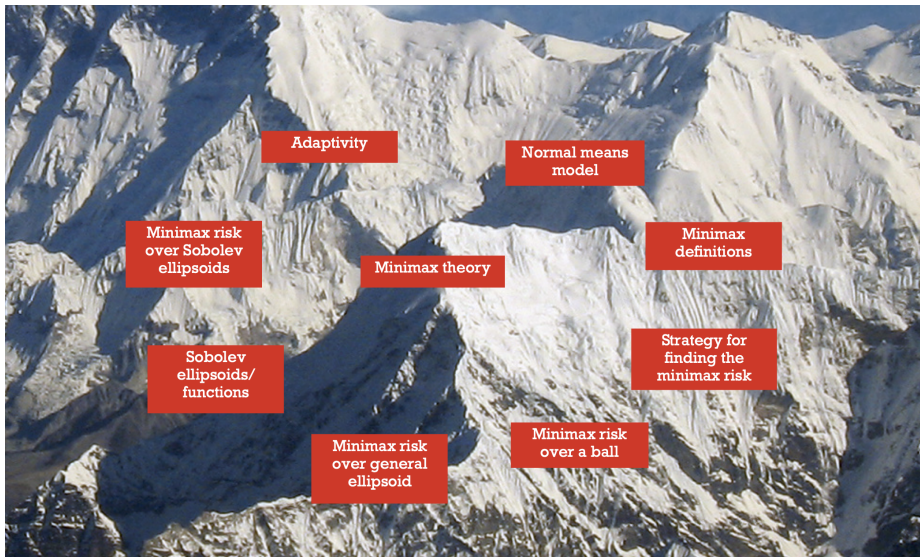 Adaptivity
Normal means
model
Minimax risk
over Sobolev
ellipsoids
Minimax
definitions
Minimax theory
Strategy for
finding the
minimax risk
Sobolev
ellipsoids/
functions
Minimax risk
over a ball
Minimax risk
over general
ellipsoid